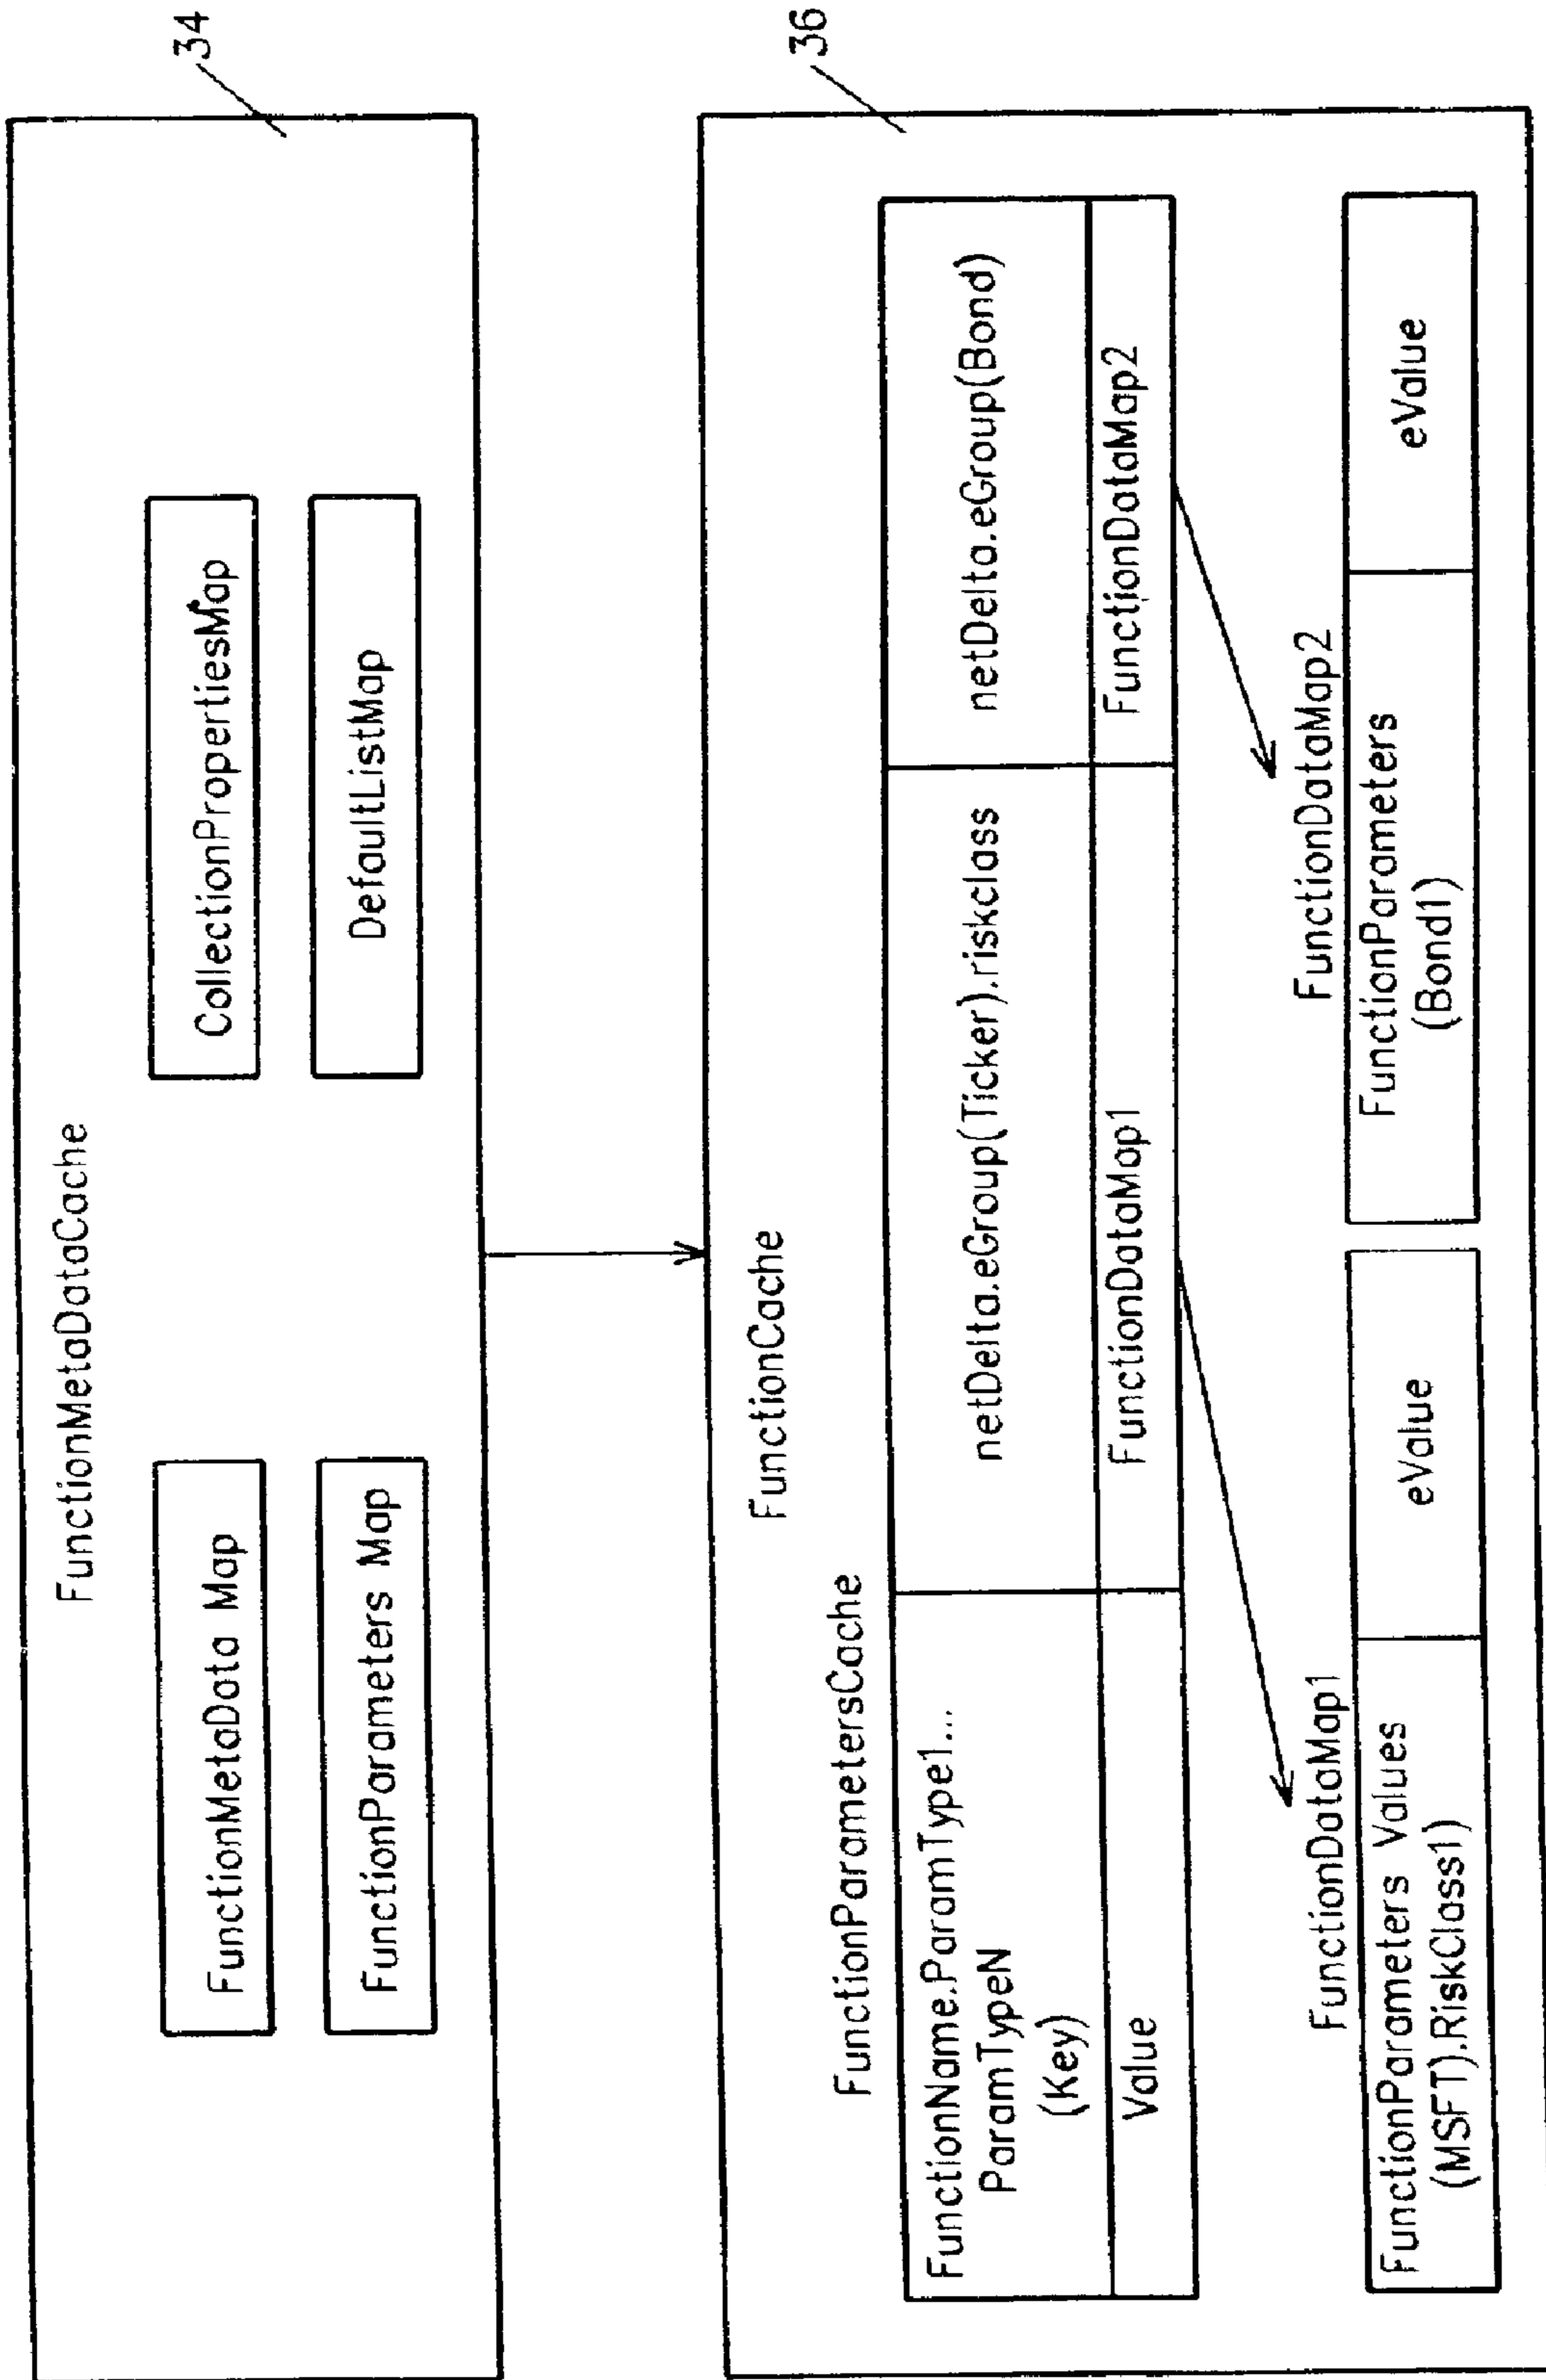 34
FunctionMetaDataCache
FunctionMetaData Map
CollectionPropertiesMap
FunctionParameters Map
DefaultListMap
36
FunctionCache
FunctionParametersCache
FunctionName.ParamType1...
ParamTypeN
(Key)
netDelta.eGroup(Ticker).riskclass
netDelta.eGroup(Bond)
Value
FunctionDataMap1
FunctionDataMap2
FunctionDataMap1
FunctionParameters Values
(MSFT).RiskClass1)
eValue
FunctionDataMap2
FunctionParameters
(Bond1)
eValue